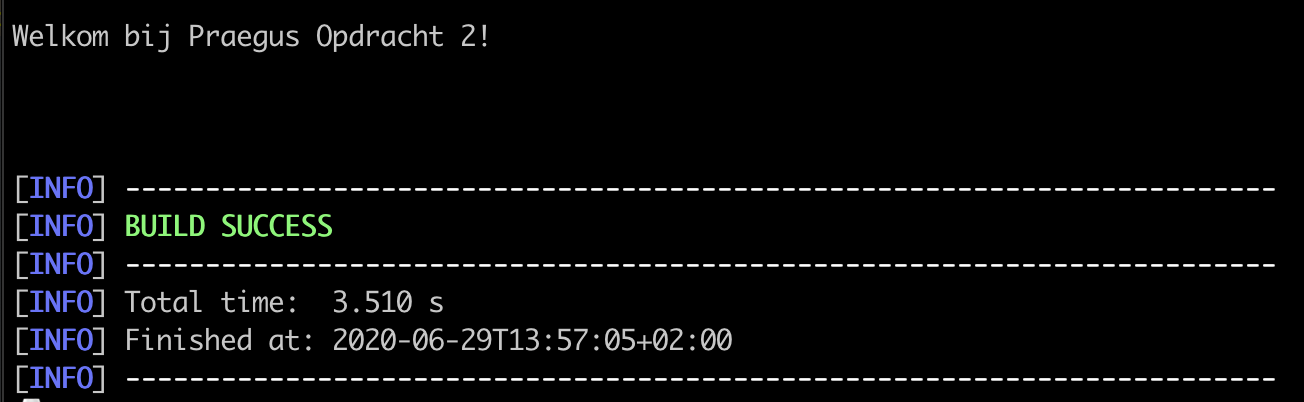 Welkom bij Praegus Opdracht 2!
[INFO] ------------------------------------------------------------------------
[INFO] BUILD SUCCESS
[INFO] ------------------------------------------------------------------------
[INFO] Total time:  3.510 s
[INFO] Finished at: 2020-06-29T13:57:05+02:00
[INFO] ------------------------------------------------------------------------